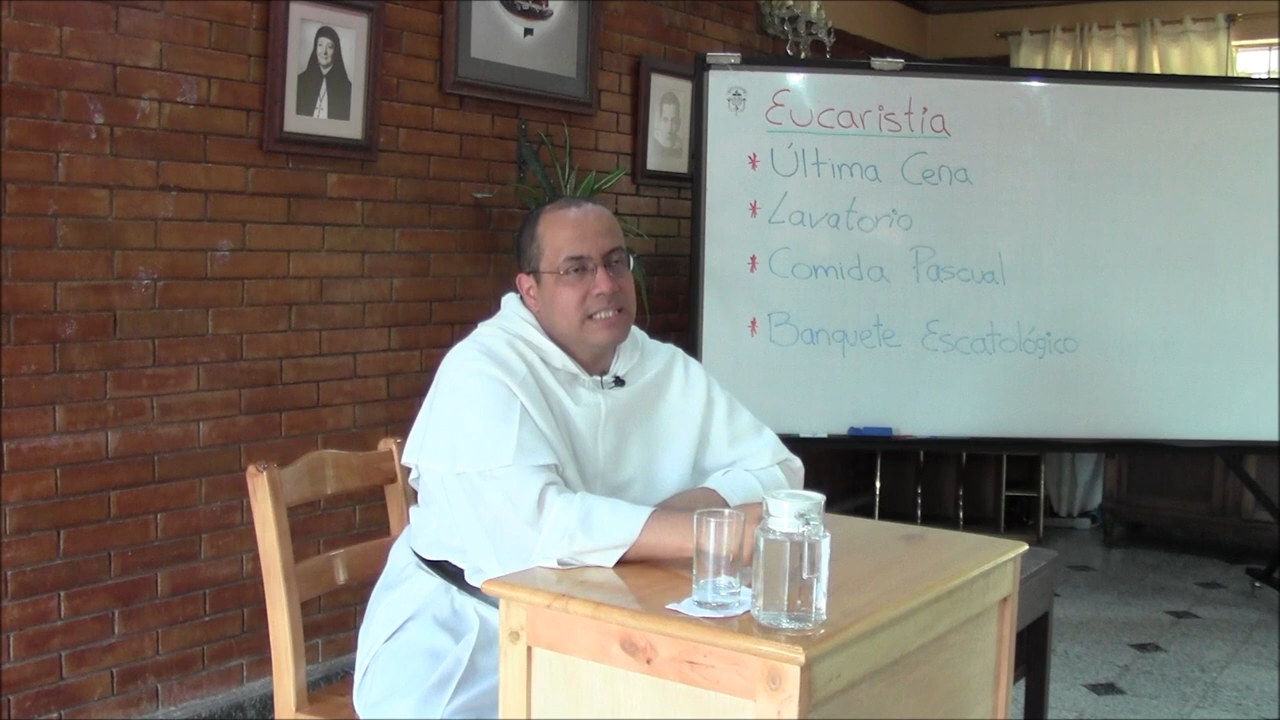 Eucaristía
* Última Cena
* Lavatorio
* Comida Pascual
* Banquete Escatológico